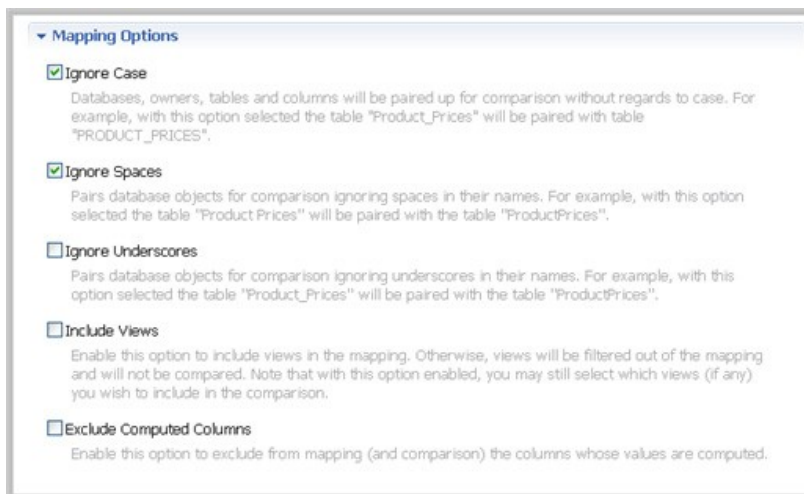 Mapping Options
Ignore Case
Databases, owners, tables and columns will be paired up for comparison without regards to case. For
example, with this option selected the table "Product_Prices" will be paired with table
"PRODUCT_PRICES".
Ignore Spaces
Pairs database objects for comparison ignoring spaces in their names. For example, with this option
selected the table "Product Prices" will be paired with the table "ProductPrices".
Ignore Underscores
Pairs database objects for comparison ignoring underscores in their names. For example, with this
option selected the table "Product_Prices" will be paired with the table "ProductPrices".
Include Views
Enable this option to include views in the mapping. Otherwise, views will be filtered out of the mapping
and will not be compared. Note that with this option enabled, you may still select which views (if any)
you wish to include in the comparison.
Exclude Computed Columns
Enable this option to exclude from mapping (and comparison) the columns whose values are computed.